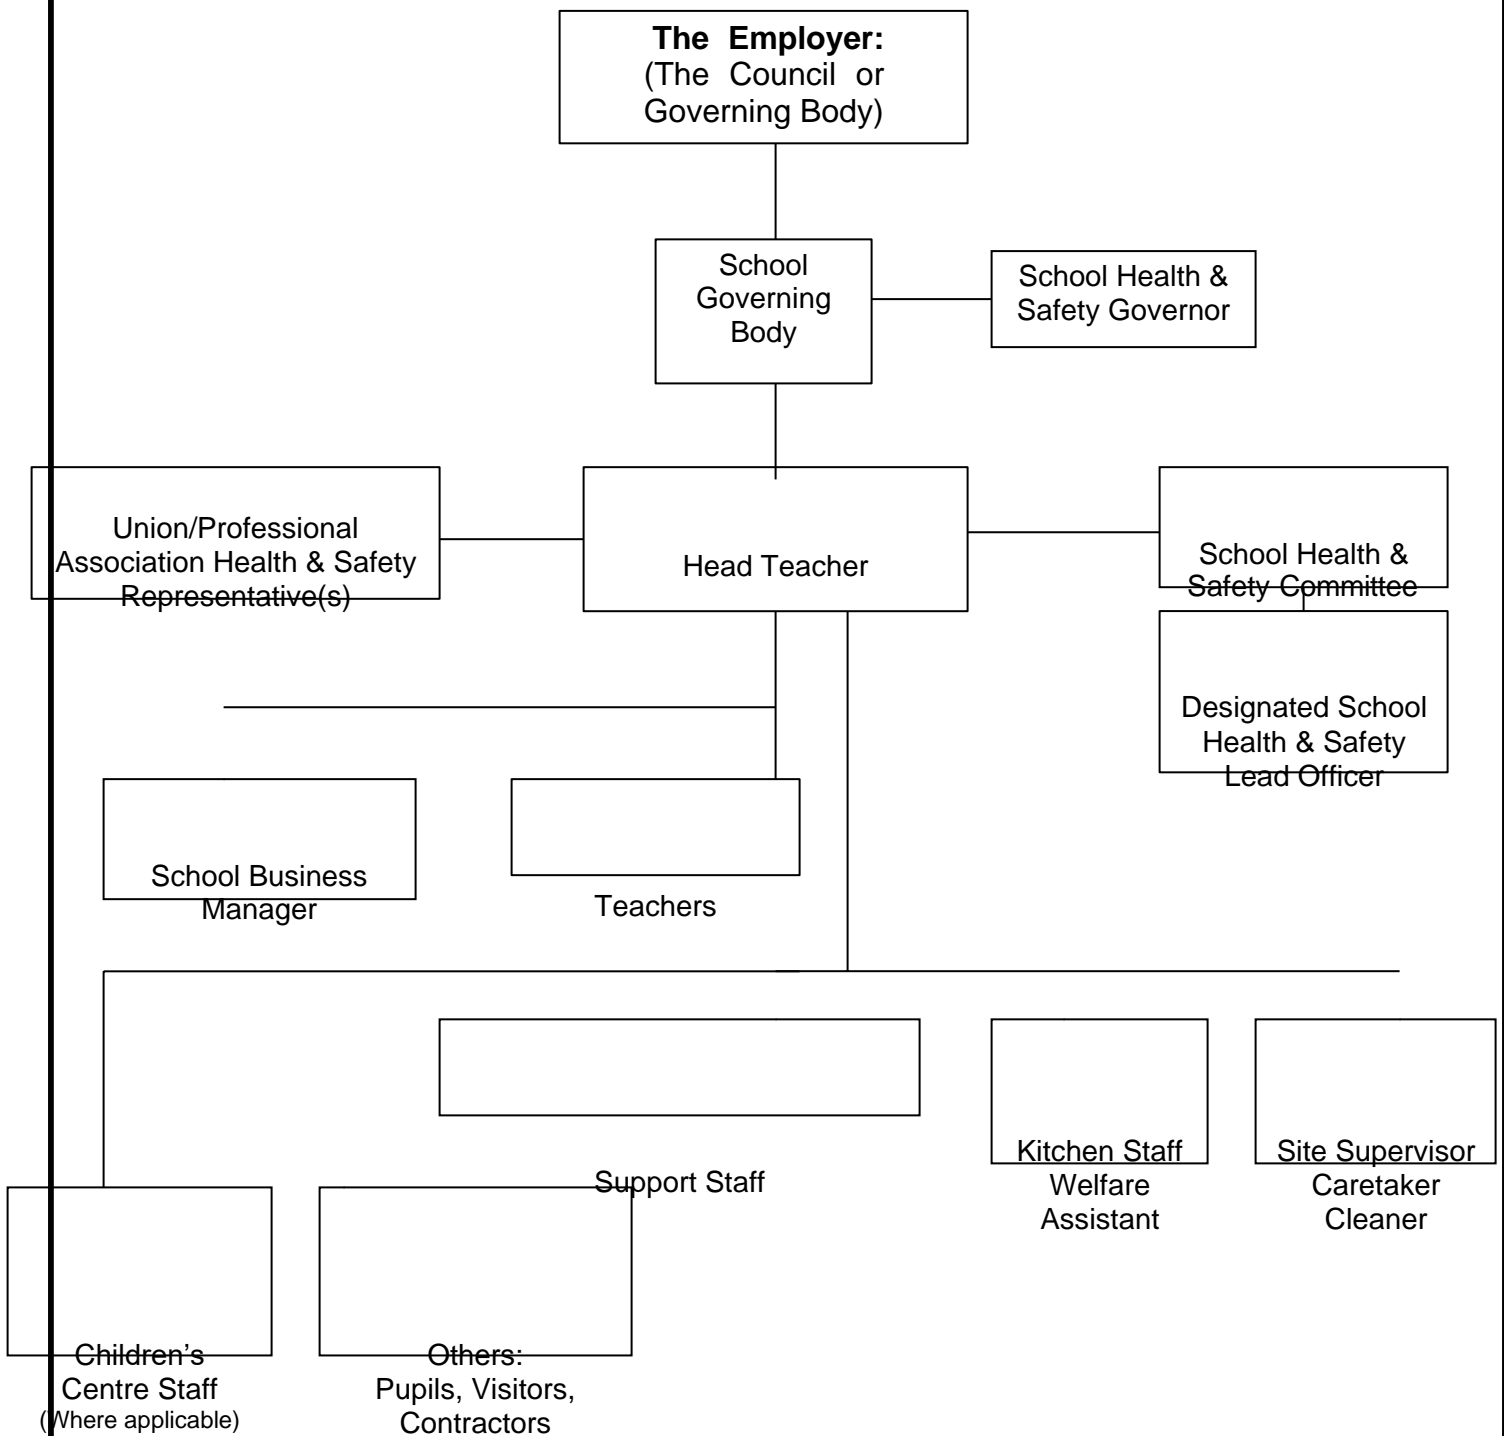 The Employer:
(The Council or
Governing Body)
School
Governing
Body
School Health &
Safety Governor
Union/Professional
Association Health & Safety
Representative(s)
Head Teacher
School Health &
Safety Committee
Designated School
Health & Safety
Lead Officer
School Business
Manager
Teachers
Support Staff
Kitchen Staff
Welfare
Assistant
Site Supervisor
Caretaker
Cleaner
Children’s
Centre Staff
(Where applicable)
Others:
Pupils, Visitors,
Contractors